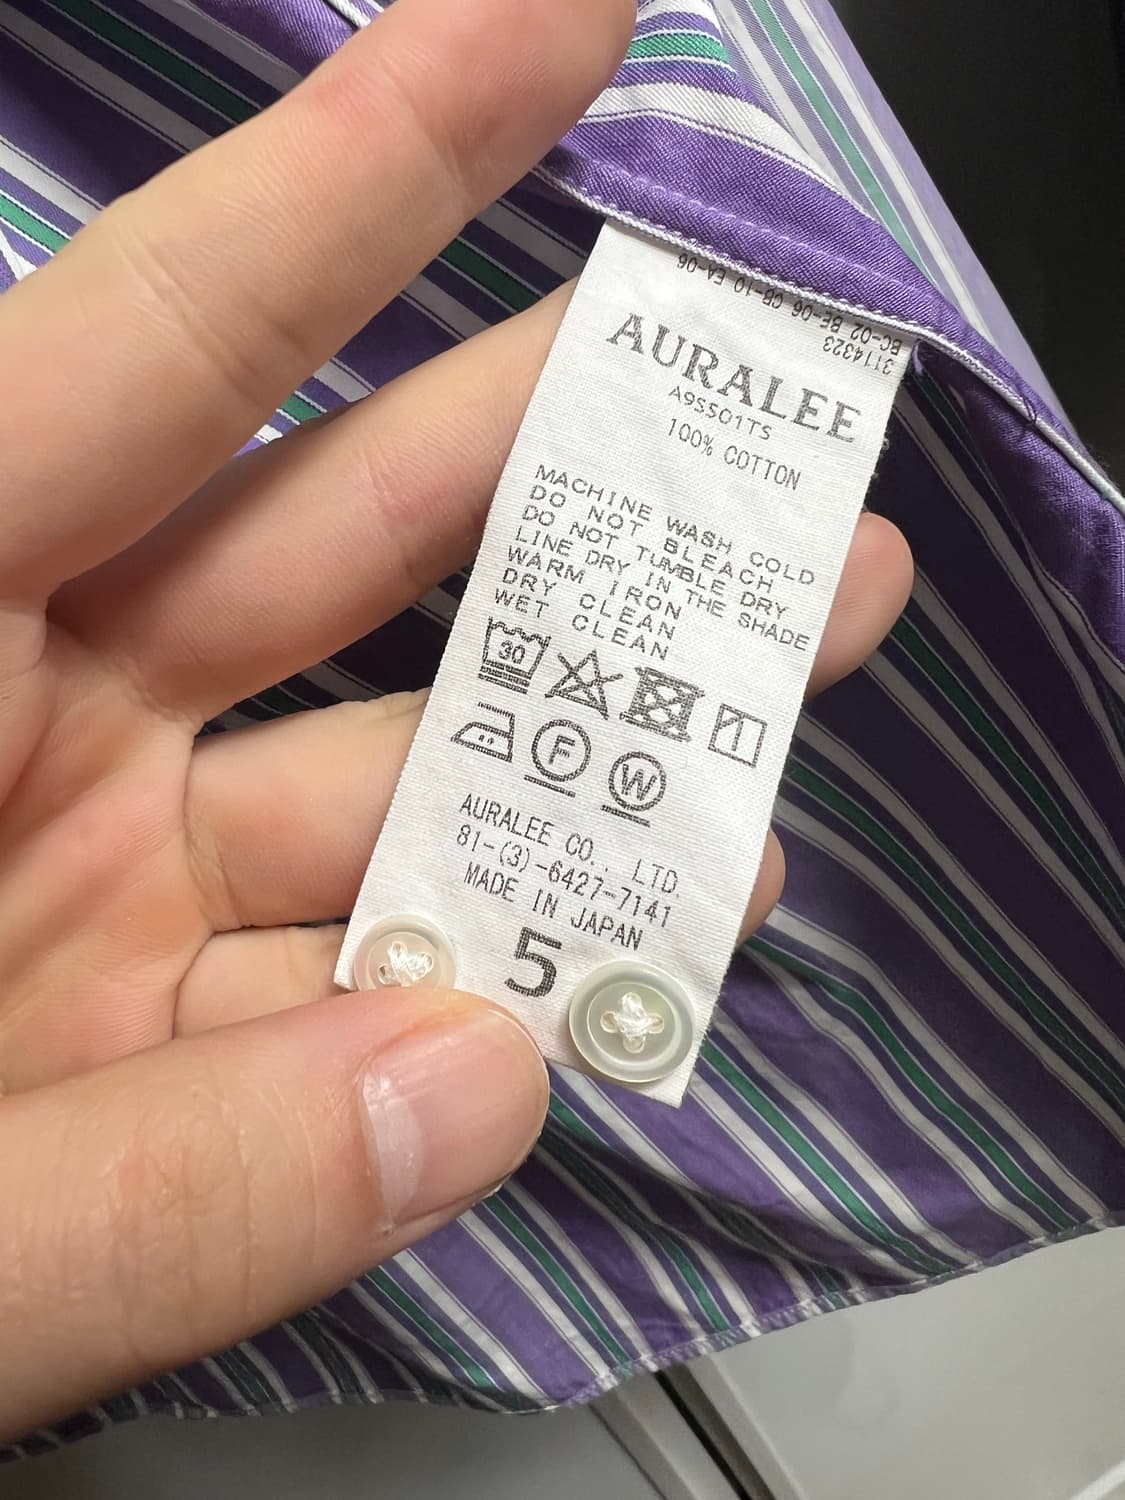 3114323
BC-02 BE-06 CB-10 EA-06
AURALEE
A9SS01TS
100% COTTON
MACHINE WASH COLD
DO NOT BLEACH
DO NOT TUMBLE DRY
LINE DRY IN THE SHADE
WARM IRON
DRY CLEAN
WET CLEAN
30
F
W
AURALEE CO., LTD.
81-(3)-6427-7141
MADE IN JAPAN
5